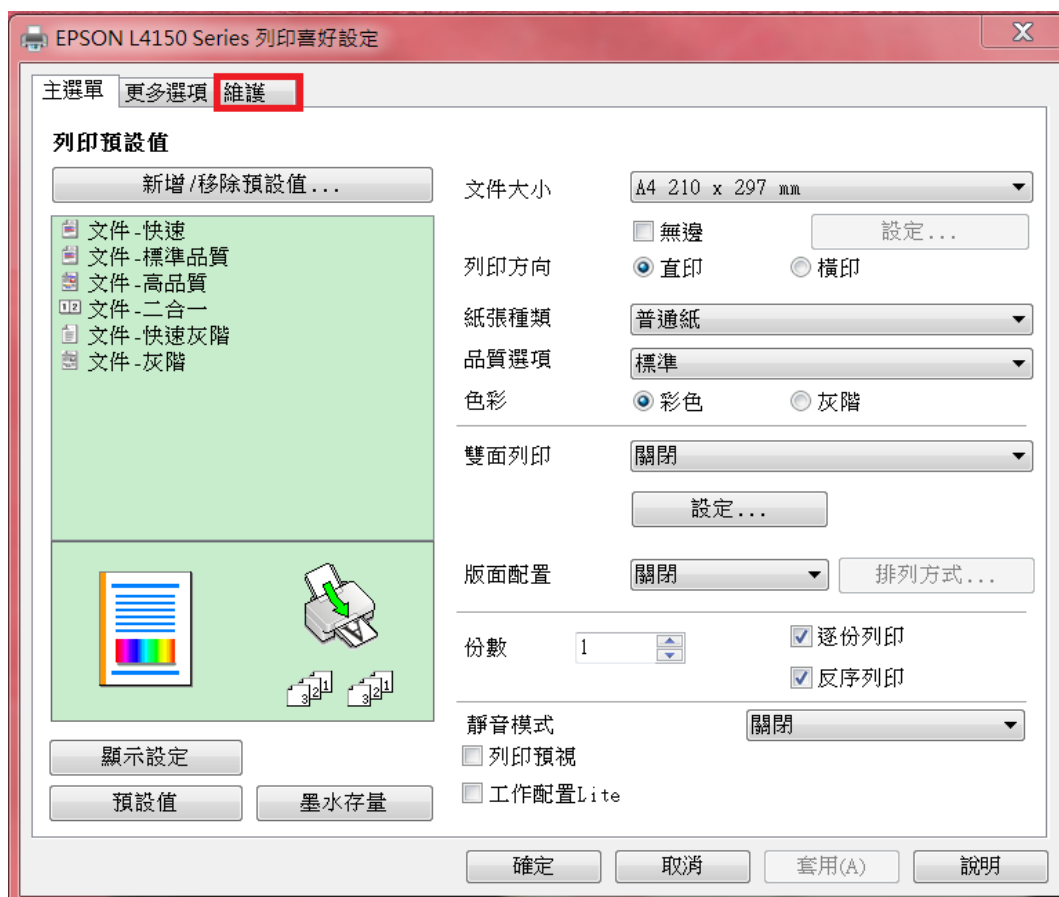 EPSON L4150 Series 列印喜好設定
主選單 更多選項 維護
列印預設值
新增/移除預設值...
文件-快速
文件-標準品質
文件-高品質
文件-二合一
文件-快速灰階
文件-灰階
顯示設定
預設值 墨水存量
文件大小 A4 210 x 297 mm
無邊 設定...
列印方向 直印 橫印
紙張種類 普通紙
品質選項 標準
色彩 彩色 灰階
雙面列印 關閉
設定...
版面配置 關閉 排列方式...
份數 1 逐份列印
反序列印
靜音模式 關閉
列印預視
工作配置Lite
確定 取消 套用(A) 說明